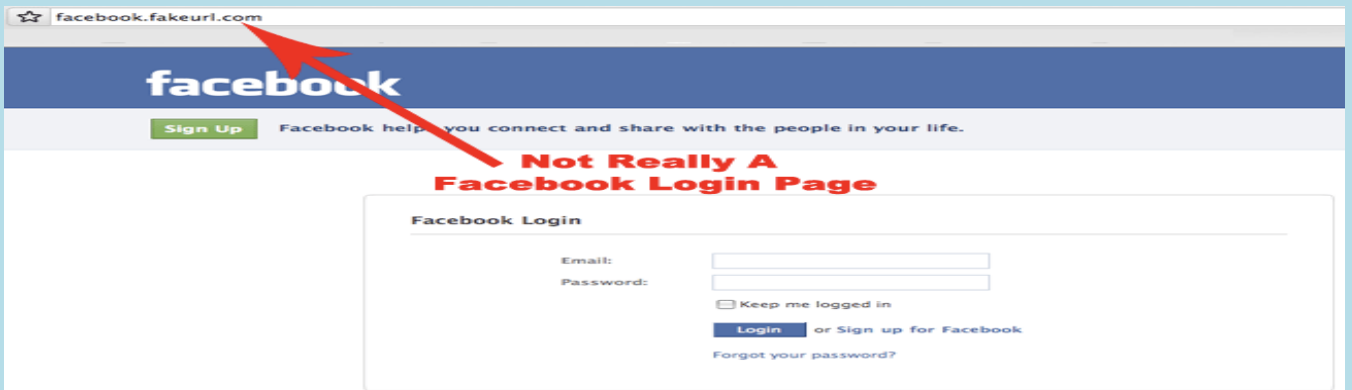 facebook.fakeurl.com
facebook
Sign Up Facebook helps you connect and share with the people in your life.
Not Really A
Facebook Login Page
Facebook Login
Email:
Password:
Keep me logged in
Login or Sign up for Facebook
Forgot your password?